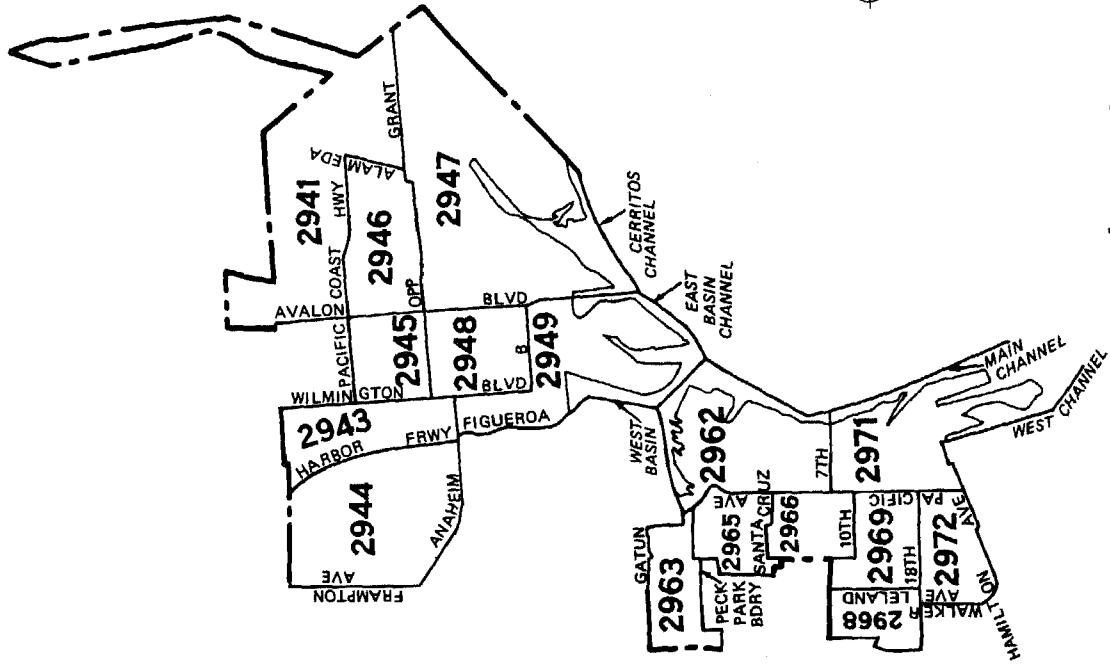 GRANT
ALAMEDA
2941
HWY
2947
2946
COAST
AVALON
OPP
BLVD
CERRITOS
CHANNEL
EAST
BASIN
CHANNEL
PACIFIC
2945
2948
B
2949
WILMINGTON
BLVD
2943
HARBOR
FRWY
FIGUEROA
2944
ANAHEIM
FRAMPTON
AVE
WEST
BASIN
MAIN
CHANNEL
WEST CHANNEL
2962
7TH
2971
GATUN
2963
AVE
2965
SANTA CRUZ
2966
PECK
PARK
BDRY
10TH
PACIFIC
AVE
2969
18TH
2972
LELAND
2968
WALKER
AVE
HAMILTON